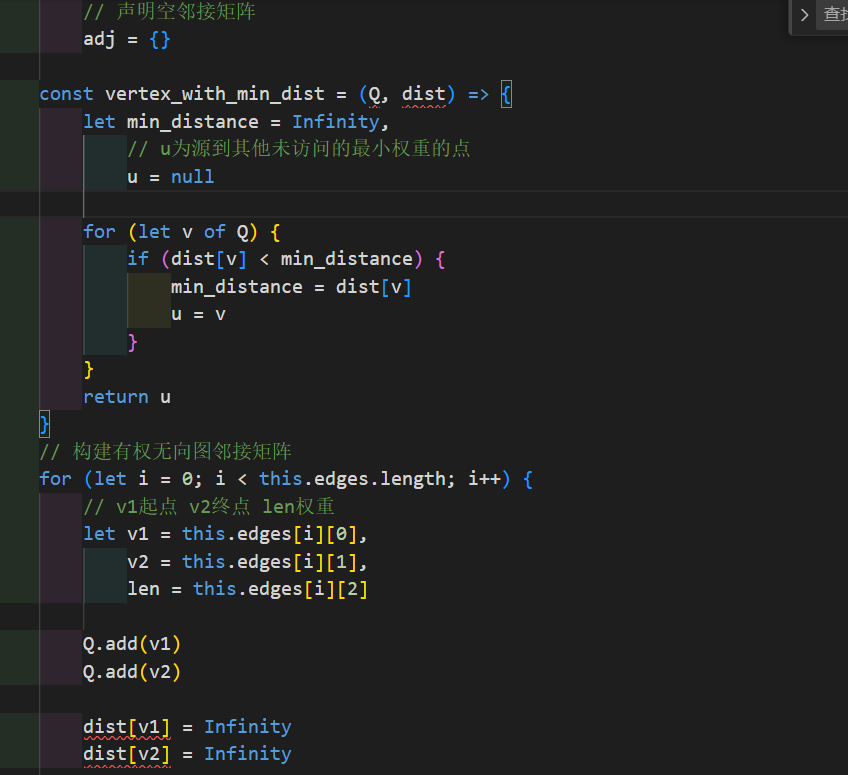 // 声明空邻接矩阵
adj = {}
查找
const vertex_with_min_dist = (Q, dist) => {
let min_distance = Infinity,
// u为源到其他未访问的最小权重的点
u = null
for (let v of Q) {
if (dist[v] < min_distance) {
min_distance = dist[v]
u = v
}
}
return u
}
// 构建有权无向图邻接矩阵
for (let i = 0; i < this.edges.length; i++) {
// v1起点 v2终点 len权重
let v1 = this.edges[i][0],
v2 = this.edges[i][1],
len = this.edges[i][2]
Q.add(v1)
Q.add(v2)
dist[v1] = Infinity
dist[v2] = Infinity